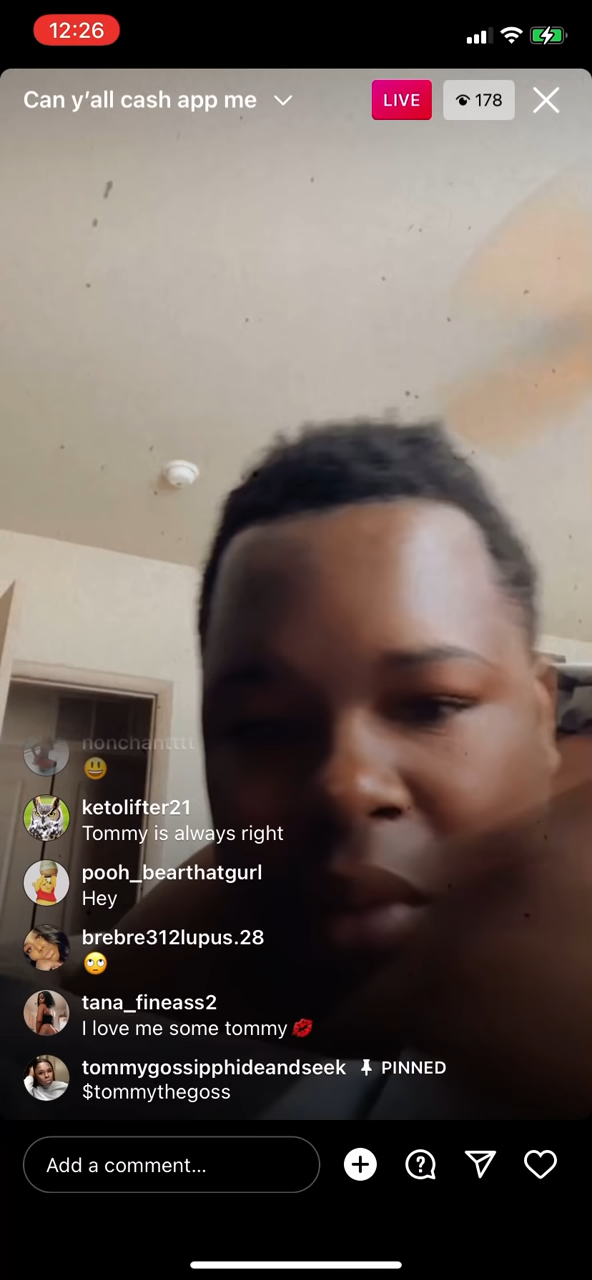 12:26
Can y’all cash app me
LIVE
178
nonchantttt
😃
ketolifter21
Tommy is always right
pooh_bearthatgurl
Hey
brebre312lupus.28
🙄
tana_fineass2
I love me some tommy💋
tommygossipphideandseek PINNED
$tommythegoss
Add a comment...